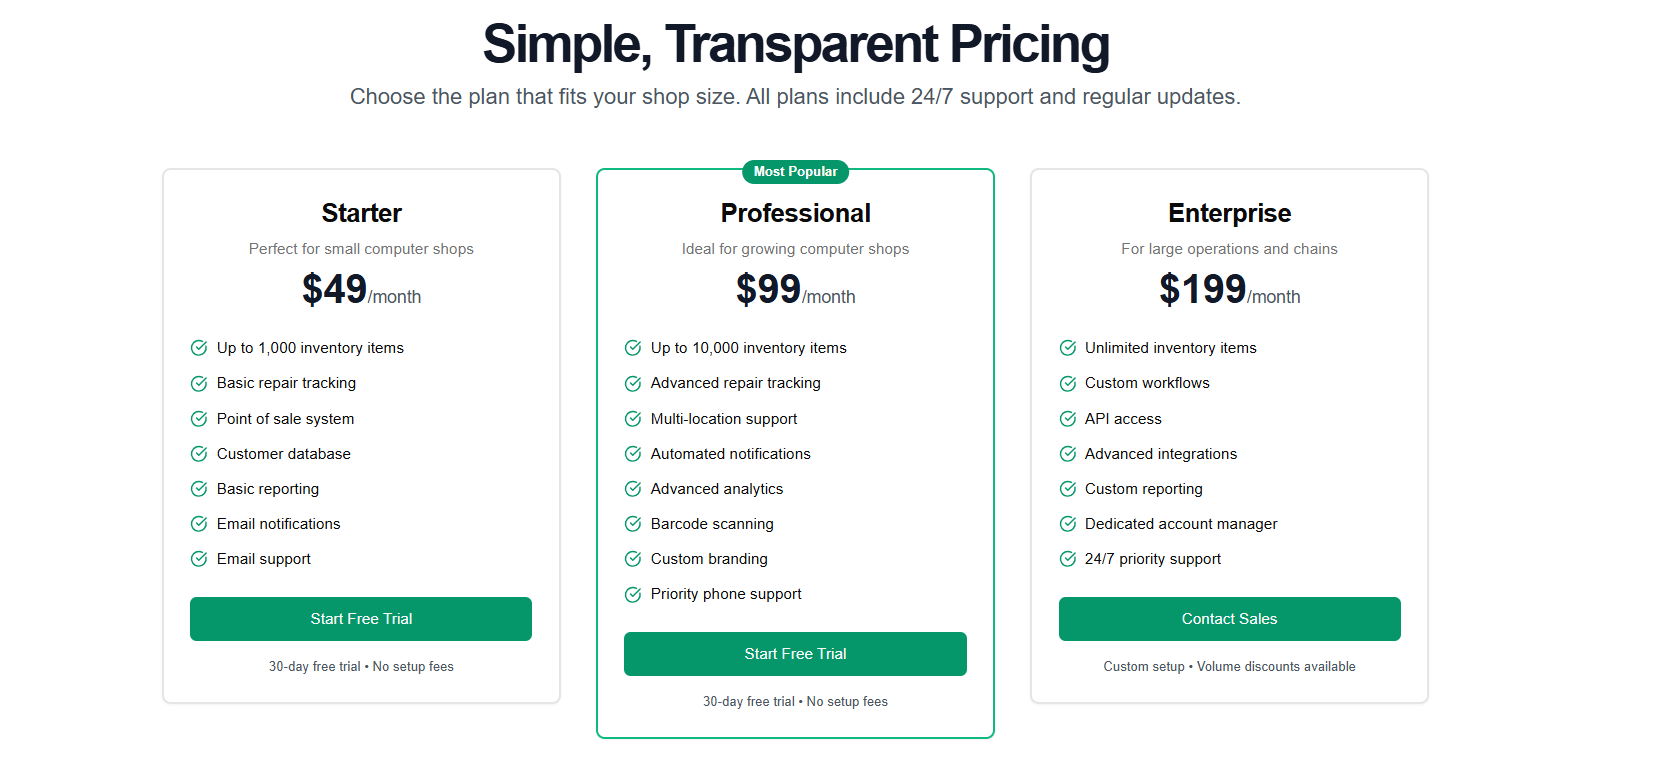 Simple, Transparent Pricing
Choose the plan that fits your shop size. All plans include 24/7 support and regular updates.
Starter
Perfect for small computer shops
$49/month
Up to 1,000 inventory items
Basic repair tracking
Point of sale system
Customer database
Basic reporting
Email notifications
Email support
Start Free Trial
30-day free trial • No setup fees
Most Popular
Professional
Ideal for growing computer shops
$99/month
Up to 10,000 inventory items
Advanced repair tracking
Multi-location support
Automated notifications
Advanced analytics
Barcode scanning
Custom branding
Priority phone support
Start Free Trial
30-day free trial • No setup fees
Enterprise
For large operations and chains
$199/month
Unlimited inventory items
Custom workflows
API access
Advanced integrations
Custom reporting
Dedicated account manager
24/7 priority support
Contact Sales
Custom setup • Volume discounts available